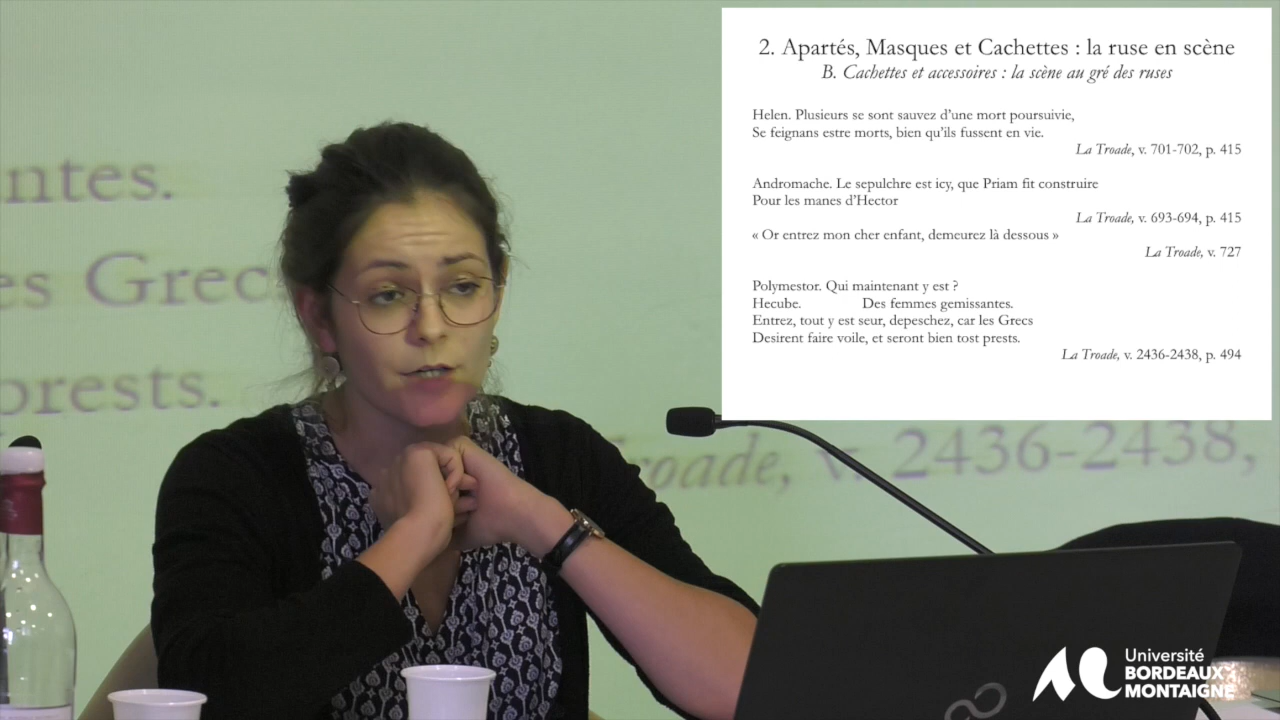 2. Apartés, Masques et Cachettes : la ruse en scène
B. Cachettes et accessoires : la scène au gré des ruses
Helen. Plusieurs se sont sauvez d'une mort poursuivie,
Se feignans estre morts, bien qu'ils fussent en vie.
La Troade, v. 701-702, p. 415
Andromache. Le sepulchre est icy, que Priam fit construire
Pour les manes d'Hector
La Troade, v. 693-694, p. 415
« Or entrez mon cher enfant, demeurez là dessous »
La Troade, v. 727
Polymestor. Qui maintenant y est ?
Hecube. Des femmes gemissantes.
Entrez, tout y est seur, depeschez, car les Grecs
Desirent faire voile, et seront bien tost prests.
La Troade, v. 2436-2438, p. 494
ntes.
es Grec
prests.
roade, v. 2436-2438,
Université
BORDEAUX
MONTAIGNE